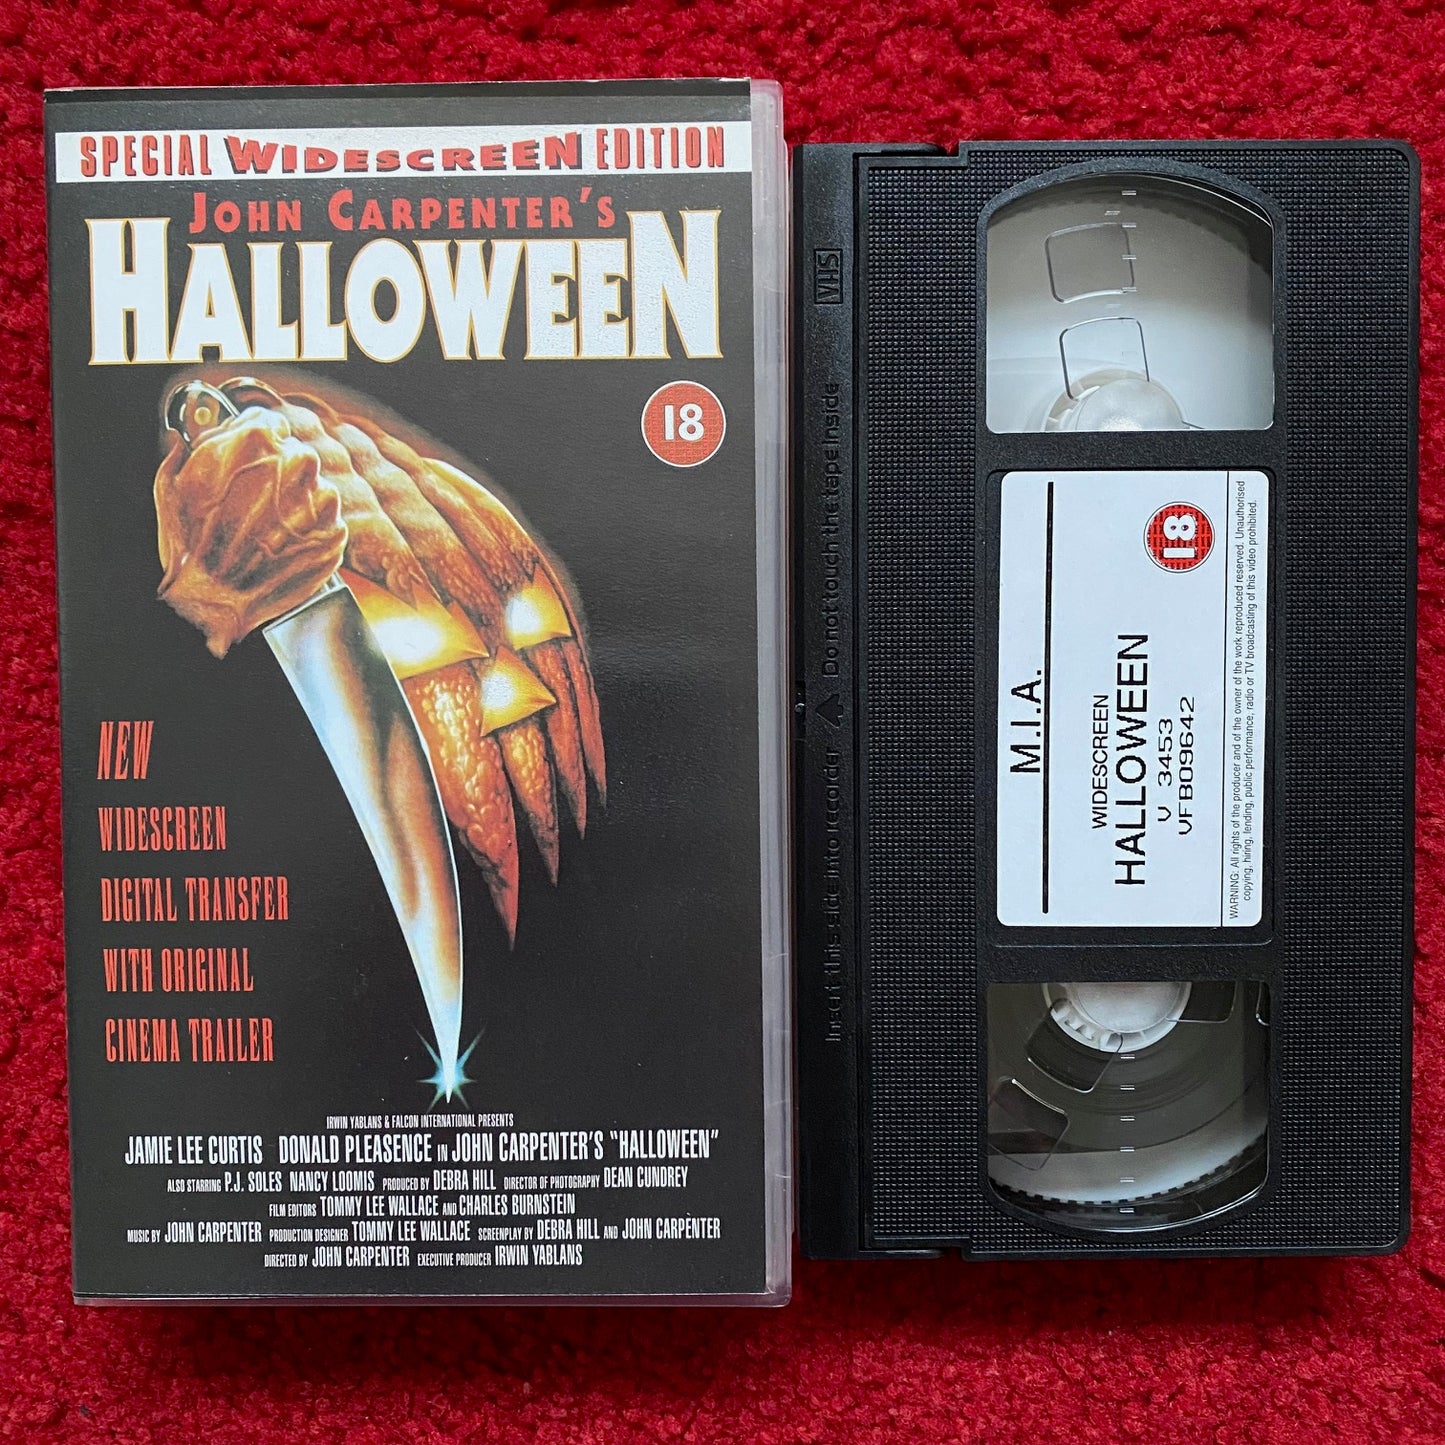 SPECIAL WIDESCREEN EDITION
JOHN CARPENTER'S
HALLOWEEN
18
NEW
WIDESCREEN
DIGITAL TRANSFER
WITH ORIGINAL
CINEMA TRAILER
IRWIN YABLANS & FALCON INTERNATIONAL PRESENTS
JAMIE LEE CURTIS DONALD PLEASENCE IN JOHN CARPENTER'S "HALLOWEEN"
ALSO STARRING P.J. SOLES NANCY LOOMIS PRODUCED BY DEBRA HILL DIRECTOR OF PHOTOGRAPHY DEAN CUNDREY
FILM EDITORS TOMMY LEE WALLACE AND CHARLES BURNSTEIN
MUSIC BY JOHN CARPENTER PRODUCTION DESIGNER TOMMY LEE WALLACE SCREENPLAY BY DEBRA HILL AND JOHN CARPENTER
DIRECTED BY JOHN CARPENTER EXECUTIVE PRODUCER IRWIN YABLANS
VHS
Insert this side into recorder Do not touch the tape inside
M.I.A.
18
WIDESCREEN
HALLOWEEN
V 3453
VFB09642
WARNING: All rights of the producer and of the owner of the work reproduced reserved. Unauthorised
copying, hiring, lending, public performance, radio or TV broadcasting of this video prohibited.